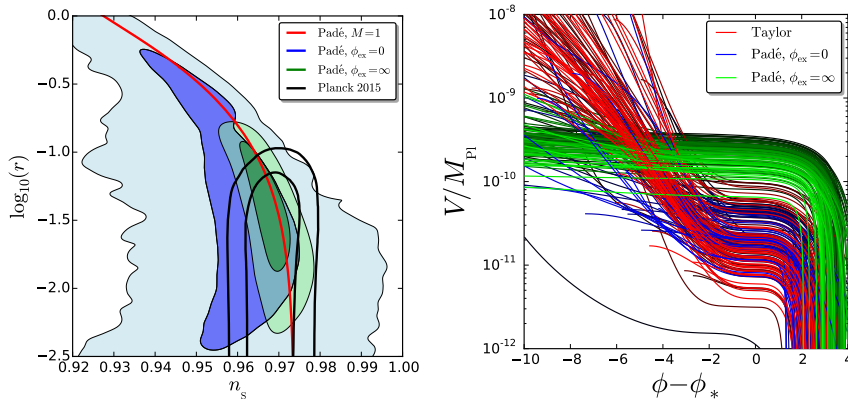 0.0
−0.5
−1.0
−1.5
−2.0
−2.5
log₁₀(r)
0.92 0.93 0.94 0.95 0.96 0.97 0.98 0.99 1.00
nₛ
Padé, M=1
Padé, ϕₑₓ=0
Padé, ϕₑₓ=∞
Planck 2015
10⁻⁸
10⁻⁹
10⁻¹⁰
10⁻¹¹
10⁻¹²
V/M_Pl
−10 −8 −6 −4 −2 0 2 4
ϕ−ϕ⁎
Taylor
Padé, ϕₑₓ=0
Padé, ϕₑₓ=∞